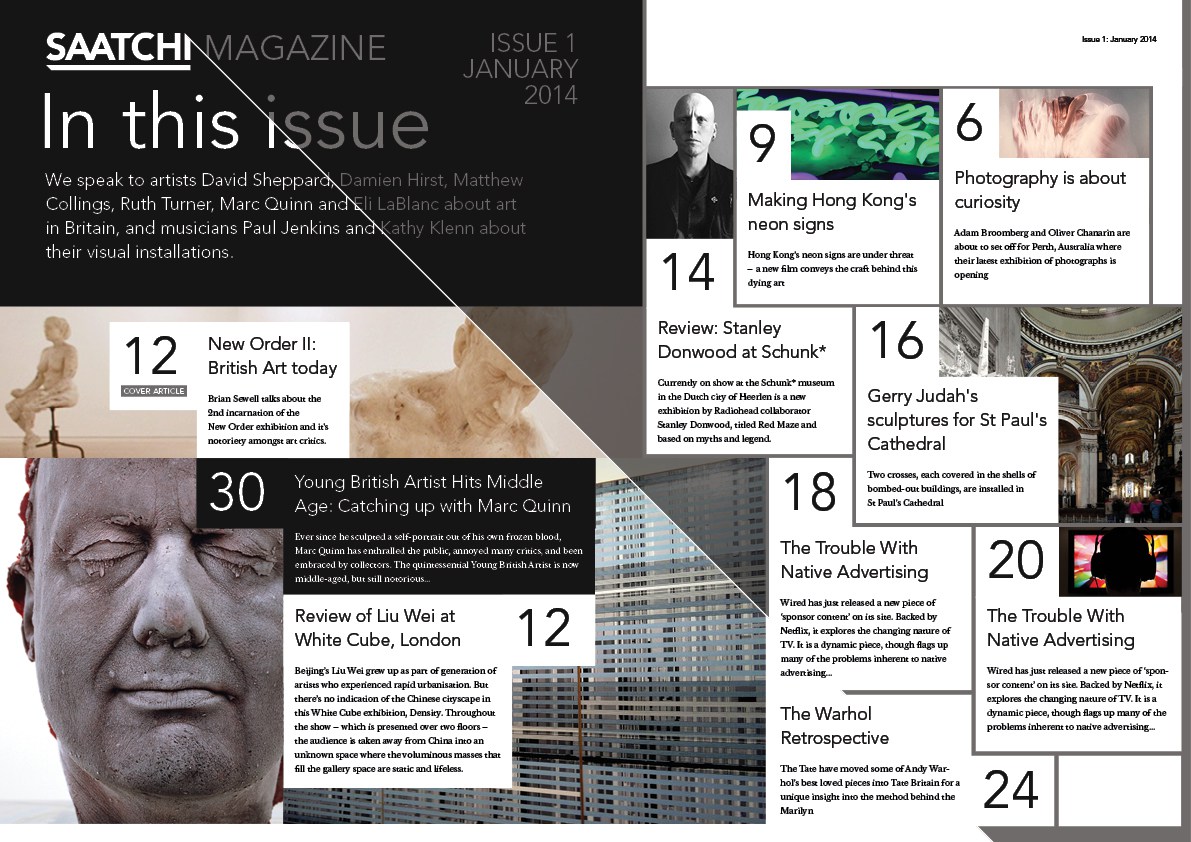 SAATCHI MAGAZINE
ISSUE 1
JANUARY
2014
In this issue
We speak to artists David Sheppard, Damien Hirst, Matthew
Collings, Ruth Turner, Marc Quinn and Eli LaBlanc about art
in Britain, and musicians Paul Jenkins and Kathy Klenn about
their visual installations.
12
COVER ARTICLE
New Order II:
British Art today
Brian Sewell talks about the
2nd incarnation of the
New Order exhibition and it's
notoriety amongst art critics.
30
Young British Artist Hits Middle
Age: Catching up with Marc Quinn
Ever since he sculpted a self-portrait out of his own frozen blood,
Marc Quinn has enthralled the public, annoyed many critics, and been
embraced by collectors. The quintessential Young British Artist is now
middle-aged, but still notorious...
Review of Liu Wei at
White Cube, London
12
Beijing's Liu Wei grew up as part of generation of
artists who experienced rapid urbanisation. But
there's no indication of the Chinese cityscape in
this White Cube exhibition, Density. Throughout
the show – which is presented over two floors –
the audience is taken away from China into an
unknown space where the voluminous masses that
fill the gallery space are static and lifeless.
Issue 1: January 2014
9
Making Hong Kong's
neon signs
Hong Kong's neon signs are under threat
– a new film conveys the craft behind this
dying art
6
Photography is about
curiosity
Adam Broomberg and Oliver Chanarin are
about to set off for Perth, Australia where
their latest exhibition of photographs is
opening
14
Review: Stanley
Donwood at Schunk*
Currently on show at the Schunk* museum
in the Dutch city of Heerlen is a new
exhibition by Radiohead collaborator
Stanley Donwood, titled Red Maze and
based on myths and legend.
16
Gerry Judah's
sculptures for St Paul's
Cathedral
Two crosses, each covered in the shells of
bombed-out buildings, are installed in
St Paul's Cathedral
18
The Trouble With
Native Advertising
Wired has just released a new piece of
'sponsor content' on its site. Backed by
Netflix, it explores the changing nature of
TV. It is a dynamic piece, though flags up
many of the problems inherent to native
advertising...
20
The Trouble With
Native Advertising
Wired has just released a new piece of 'spon-
sor content' on its site. Backed by Netflix, it
explores the changing nature of TV. It is a
dynamic piece, though flags up many of the
problems inherent to native advertising...
The Warhol
Retrospective
The Tate have moved some of Andy War-
hol's best loved pieces into Tate Britain for a
unique insight into the method behind the
Marilyn
24